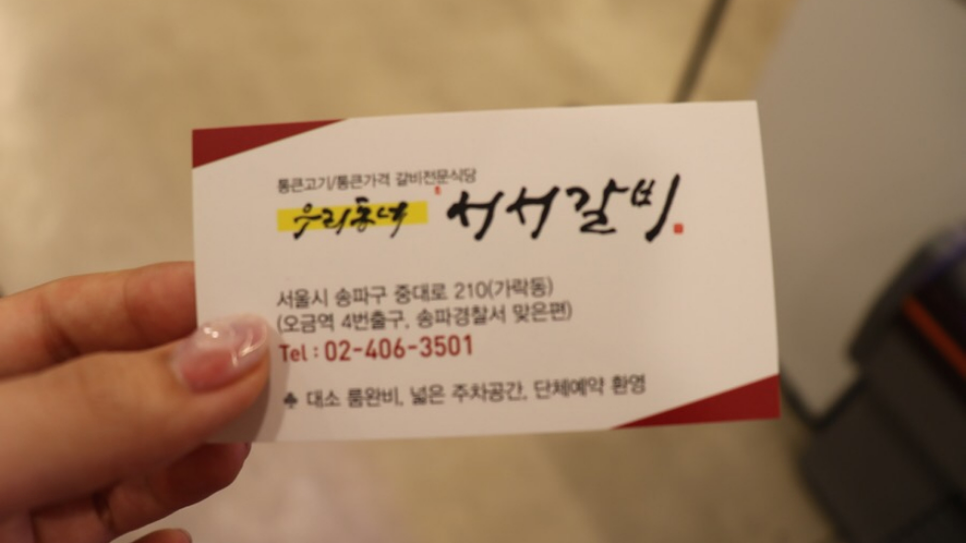 통큰고기/통큰가격 갈비전문식당
우리동네 서서갈비
서울시 송파구 중대로 210(가락동)
(오금역 4번출구, 송파경찰서 맞은편)
Tel : 02-406-3501
♣ 대소 룸완비, 넓은 주차공간, 단체예약 환영